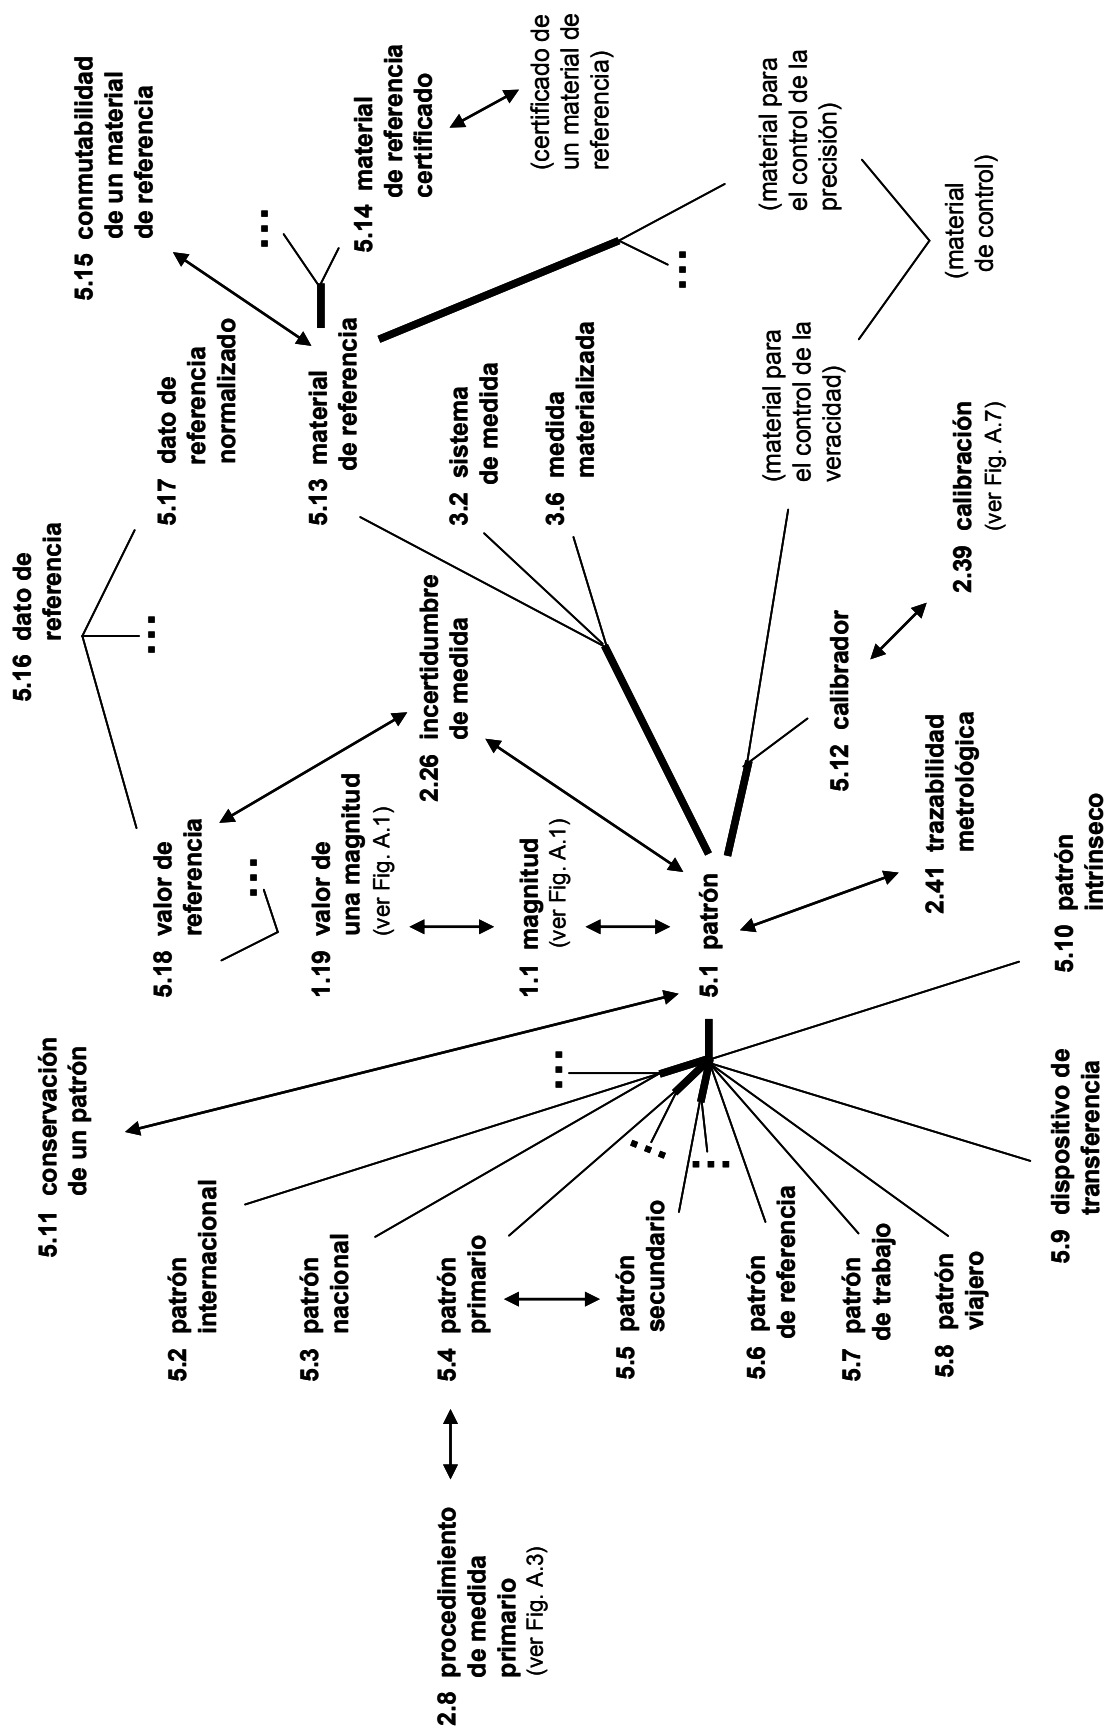 5.16 dato de
referencia
5.18 valor de
referencia
...
5.17 dato de
referencia
normalizado
5.15 conmutabilidad
de un material
de referencia
5.11 conservación
de un patrón
1.19 valor de
una magnitud
(ver Fig. A.1)
...
2.26 incertidumbre
de medida
5.13 material
de referencia
...
5.14 material
de referencia
certificado
(certificado de
un material de
referencia)
5.2 patrón
internacional
5.3 patrón
nacional
...
1.1 magnitud
(ver Fig. A.1)
3.2 sistema
de medida
3.6 medida
materializada
2.8 procedimiento
de medida
primario
(ver Fig. A.3)
5.4 patrón
primario
...
5.1 patrón
...
(material para
el control de la
precisión)
5.5 patrón
secundario
...
(material para
el control de la
veracidad)
5.6 patrón
de referencia
5.12 calibrador
(material
de control)
5.7 patrón
de trabajo
2.41 trazabilidad
metrológica
2.39 calibración
(ver Fig. A.7)
5.8 patrón
viajero
5.9 dispositivo de
transferencia
5.10 patrón
intrínseco